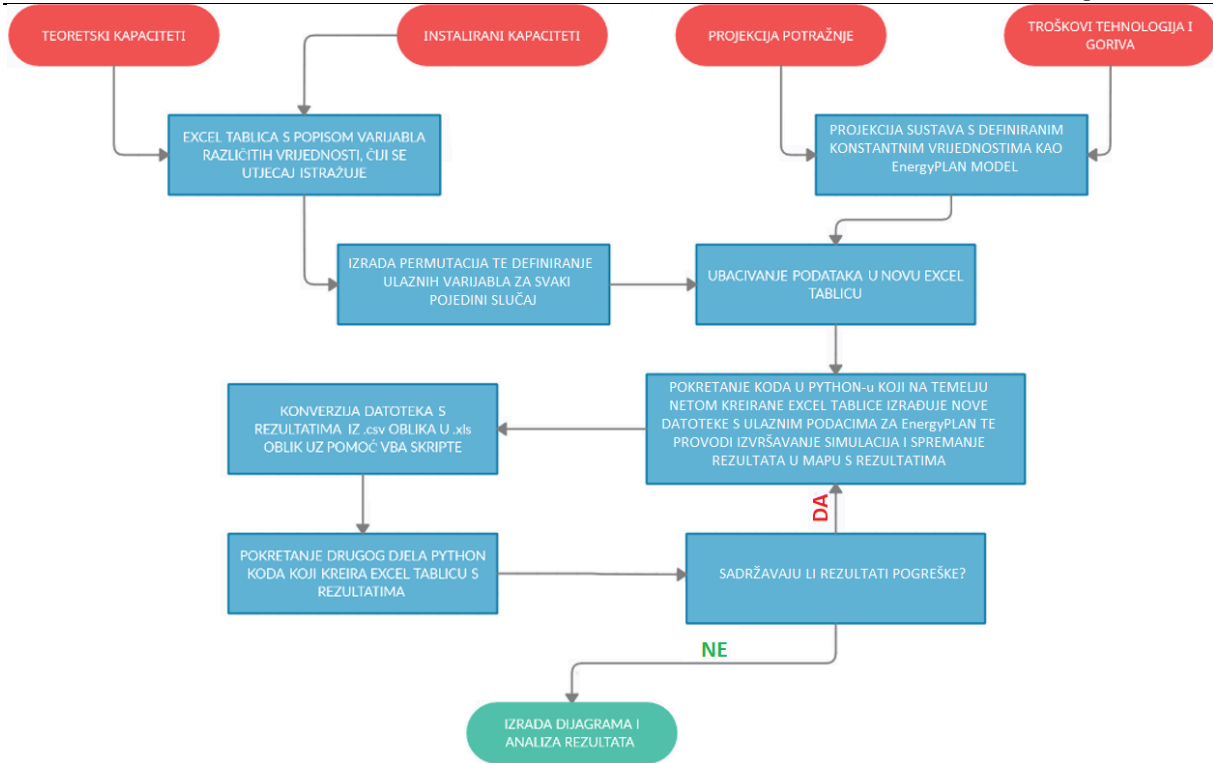 TEORETSKI KAPACITETI
INSTALIRANI KAPACITETI
PROJEKCIJA POTRAŽNJE
TROŠKOVI TEHNOLOGIJA I
GORIVA
EXCEL TABLICA S POPISOM VARIJABLA
RAZLIČITIH VRIJEDNOSTI, ČIJI SE
UTJECAJ ISTRAŽUJE
PROJEKCIJA SUSTAVA S DEFINIRANIM
KONSTANTNIM VRIJEDNOSTIMA KAO
EnergyPLAN MODEL
IZRADA PERMUTACIJA TE DEFINIRANJE
ULAZNIH VARIJABLA ZA SVAKI
POJEDINI SLUČAJ
UBACIVANJE PODATAKA U NOVU EXCEL
TABLICU
KONVERZIJA DATOTEKA S
REZULTATIMA IZ .csv OBLIKA U .xls
OBLIK UZ POMOĆ VBA SKRIPTE
POKRETANJE KODA U PYTHON-u KOJI NA TEMELJU
NETOM KREIRANE EXCEL TABLICE IZRAĐUJE NOVE
DATOTEKE S ULAZNIM PODACIMA ZA EnergyPLAN TE
PROVODI IZVRŠAVANJE SIMULACIJA I SPREMANJE
REZULTATA U MAPU S REZULTATIMA
DA
POKRETANJE DRUGOG DJELA PYTHON
KODA KOJI KREIRA EXCEL TABLICU S
REZULTATIMA
SADRŽAVAJU LI REZULTATI POGREŠKE?
NE
IZRADA DIJAGRAMA I
ANALIZA REZULTATA